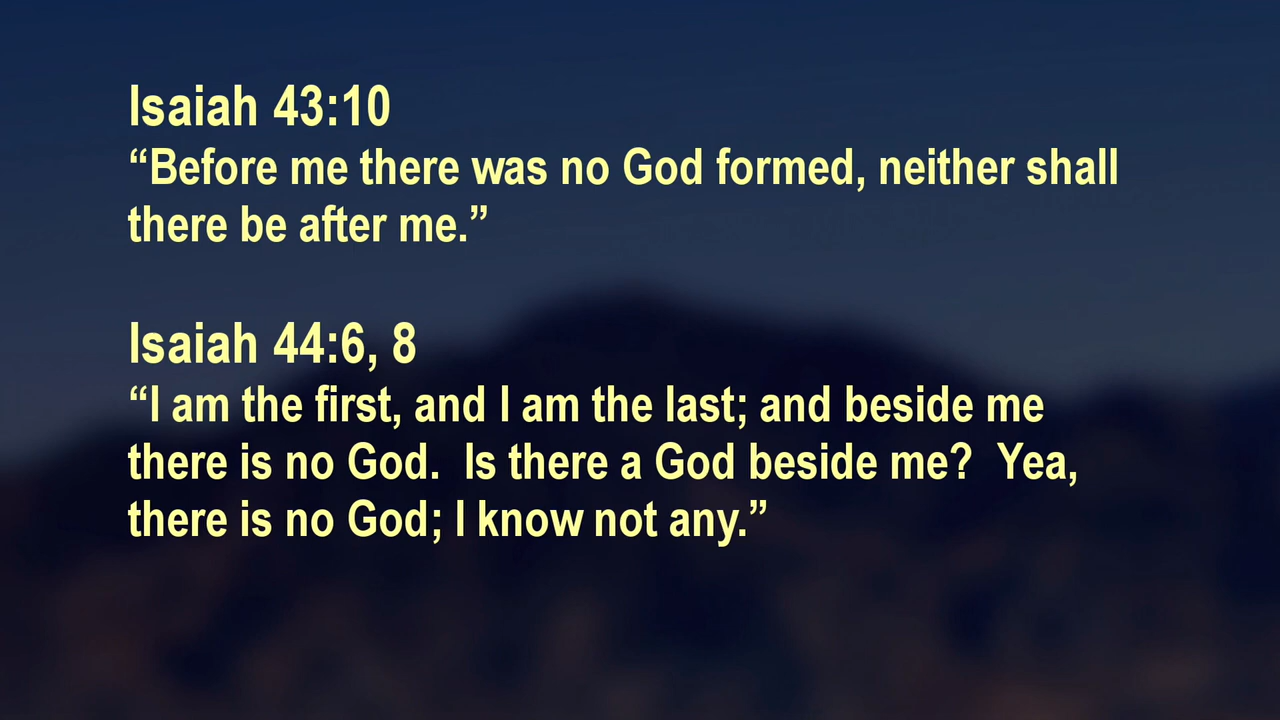 Isaiah 43:10
“Before me there was no God formed, neither shall
there be after me.”
Isaiah 44:6, 8
“I am the first, and I am the last; and beside me
there is no God.  Is there a God beside me?  Yea,
there is no God; I know not any.”